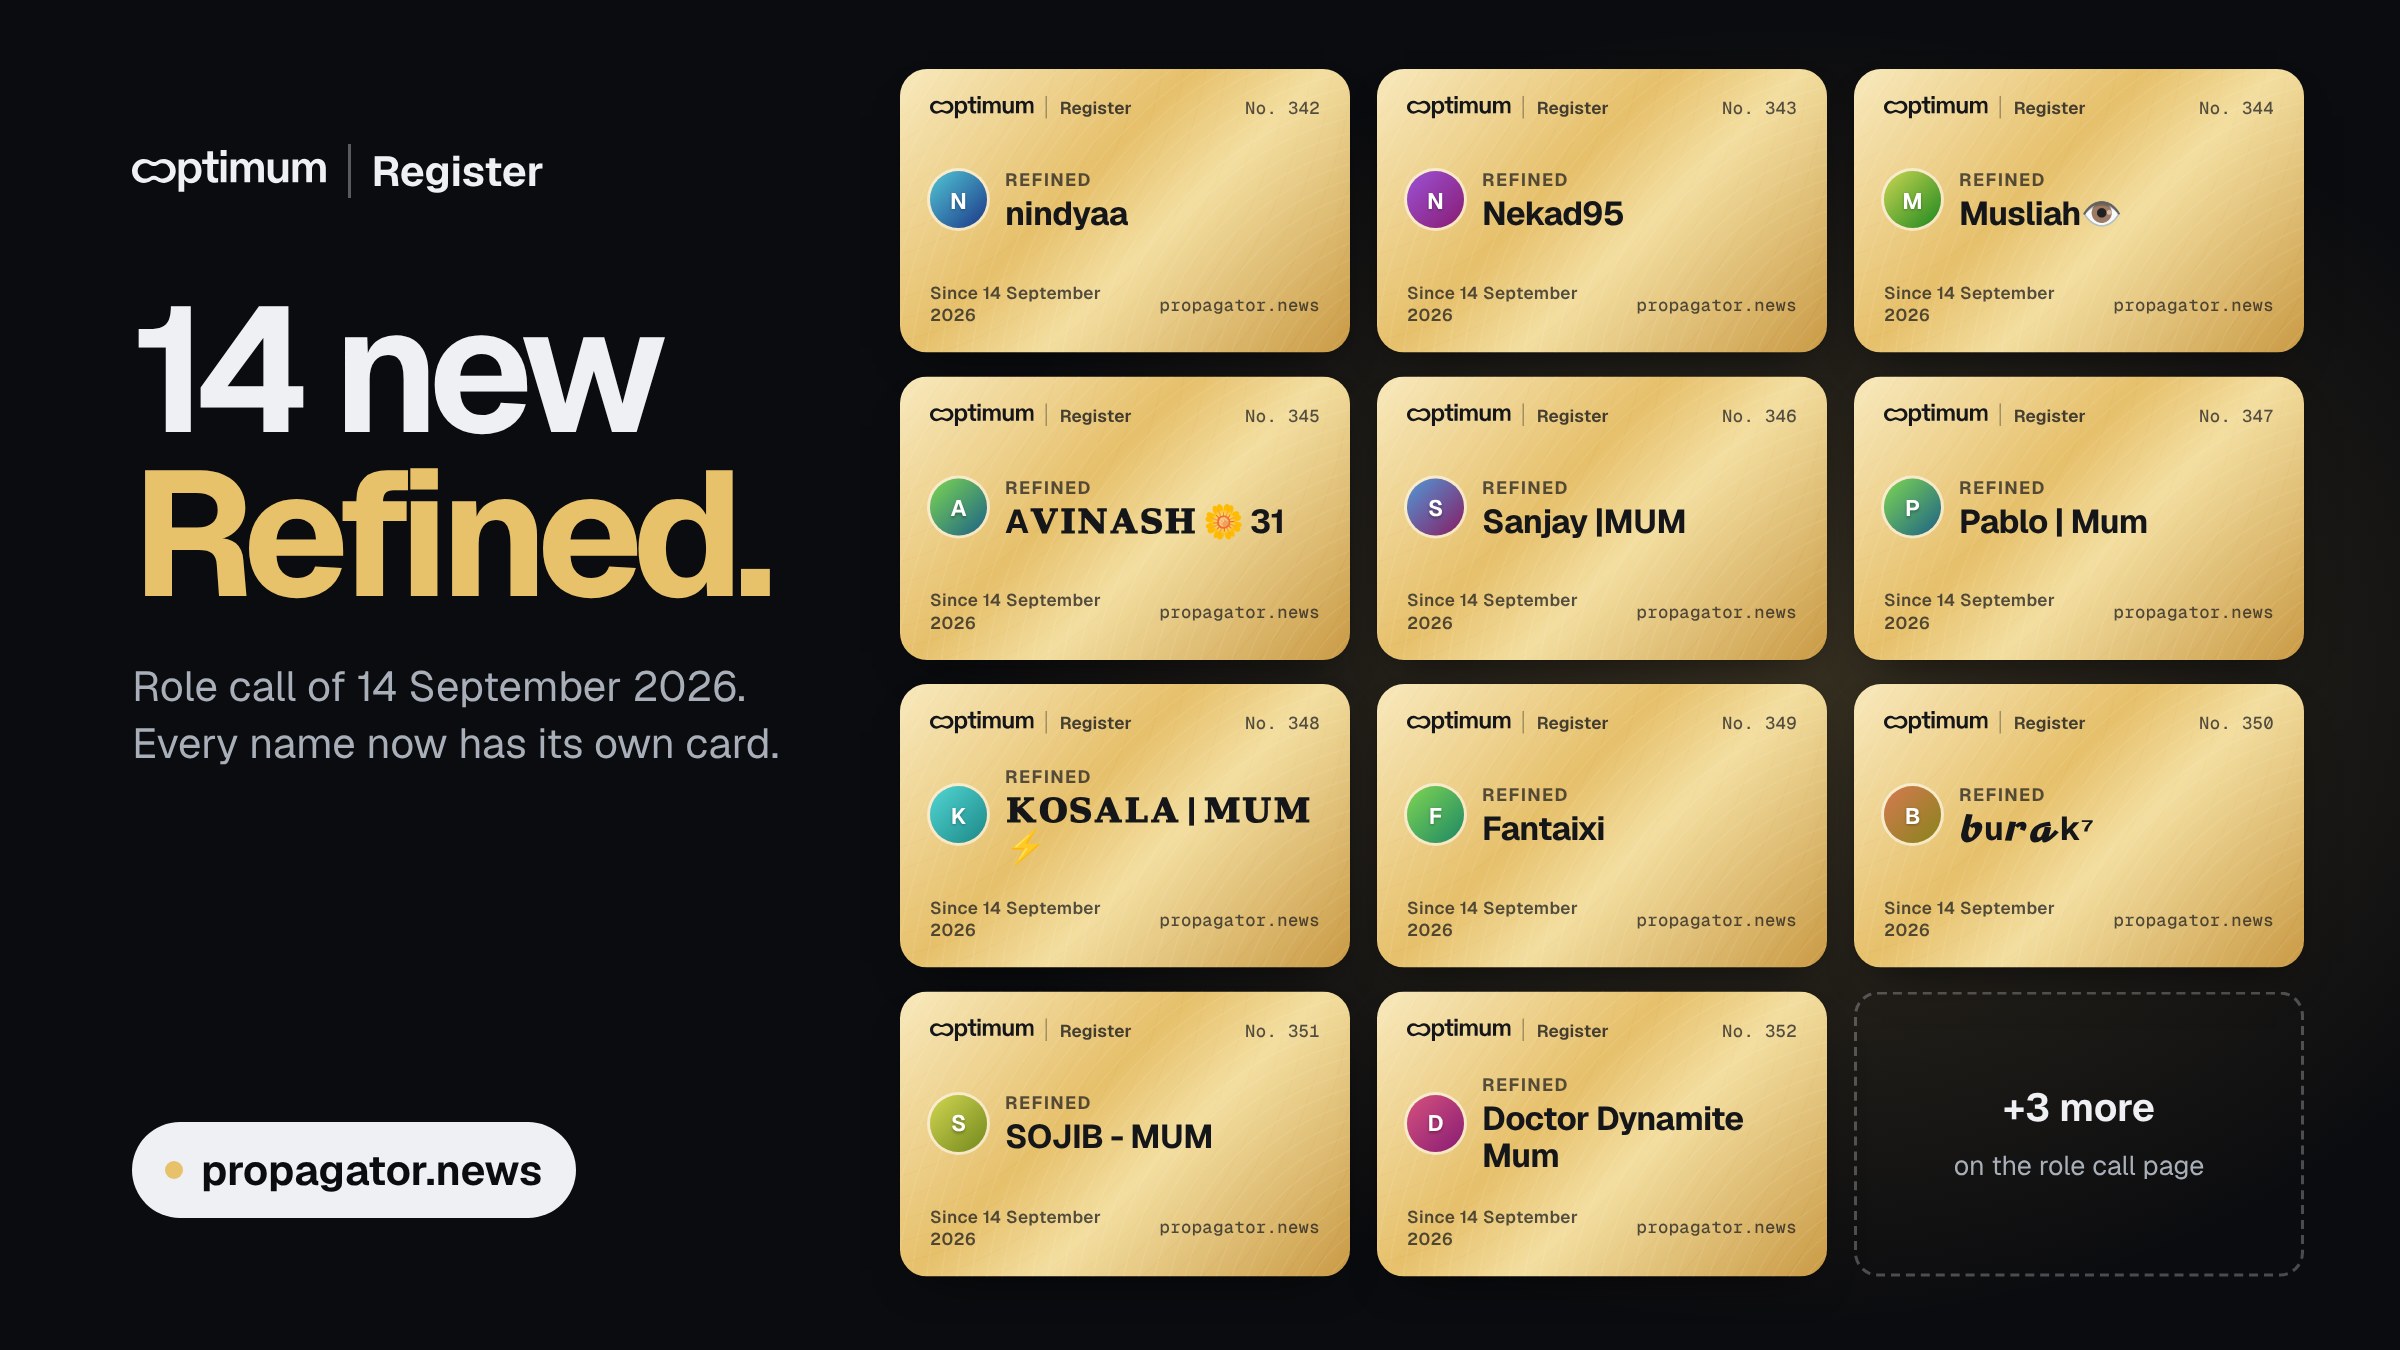 optimum | Register
14 new
Refined.
Role call of 14 September 2026.
Every name now has its own card.
propagator.news
optimum | Register No. 342
REFINED
N
nindyaa
Since 14 September
2026
propagator.news
optimum | Register No. 343
REFINED
N
Nekad95
Since 14 September
2026
propagator.news
optimum | Register No. 344
REFINED
M
Musliah👁️
Since 14 September
2026
propagator.news
optimum | Register No. 345
REFINED
A
A𝐕𝐈𝐍𝐀𝐒𝐇 🌼 31
Since 14 September
2026
propagator.news
optimum | Register No. 346
REFINED
S
Sanjay |MUM
Since 14 September
2026
propagator.news
optimum | Register No. 347
REFINED
P
Pablo | Mum
Since 14 September
2026
propagator.news
optimum | Register No. 348
REFINED
K
𝐊𝐎𝐒𝐀𝐋𝐀 | 𝐌𝐔𝐌
⚡
Since 14 September
2026
propagator.news
optimum | Register No. 349
REFINED
F
Fantaixi
Since 14 September
2026
propagator.news
optimum | Register No. 350
REFINED
B
𝓫u𝓻𝓪k⁷
Since 14 September
2026
propagator.news
optimum | Register No. 351
REFINED
S
SOJIB - MUM
Since 14 September
2026
propagator.news
optimum | Register No. 352
REFINED
D
Doctor Dynamite
Mum
Since 14 September
2026
propagator.news
+3 more
on the role call page